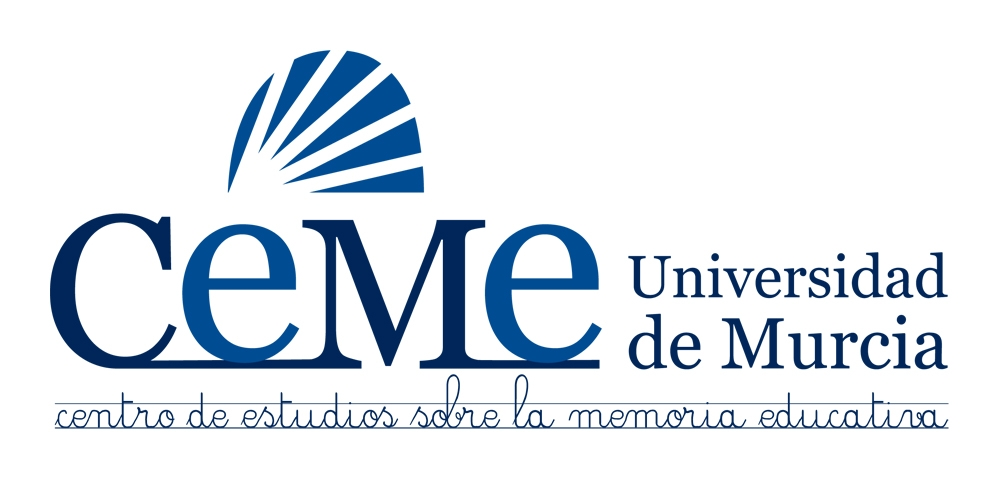 CeMe
Universidad
de Murcia
centro de estudios sobre la memoria educativa